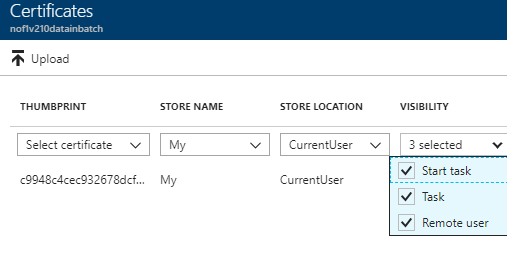 Certificates
nof1v210datainbatch
Upload
THUMBPRINT STORE NAME STORE LOCATION VISIBILITY
Select certificate My CurrentUser 3 selected
c9948c4cec932678dcf... My CurrentUser
Start task
Task
Remote user